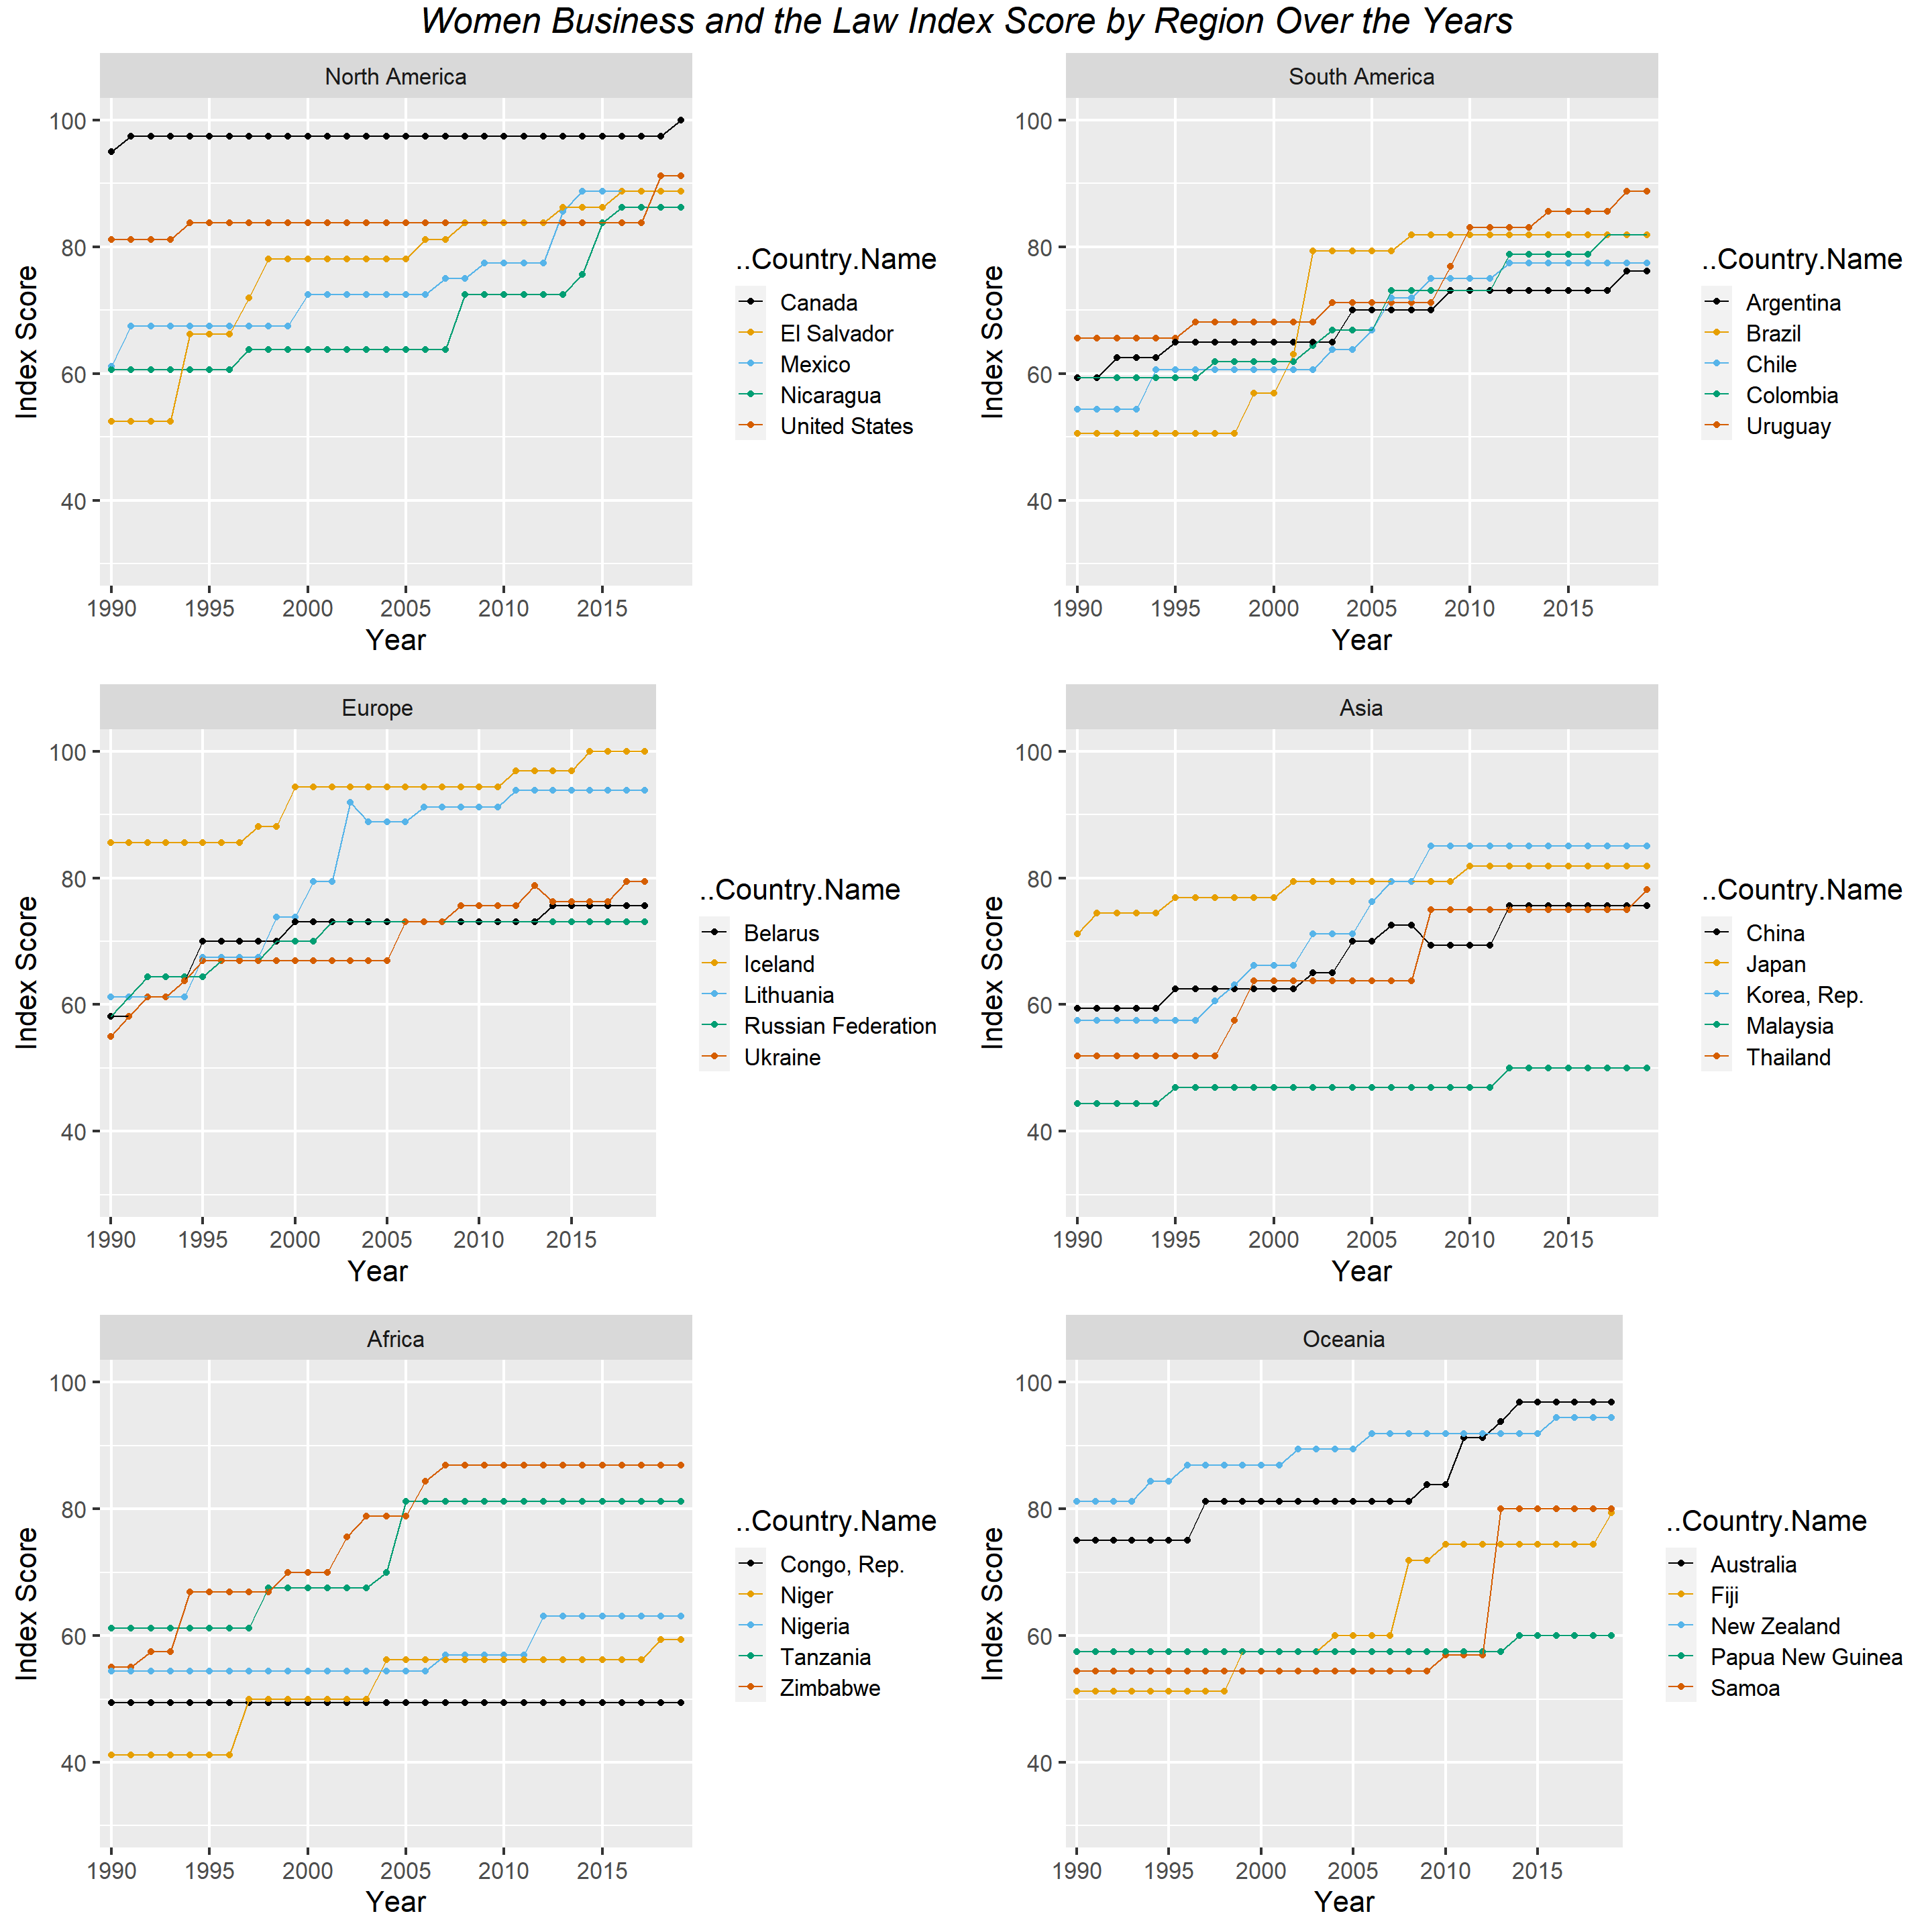 Women Business and the Law Index Score by Region Over the Years
North America
100
80
60
40
Index Score
1990 1995 2000 2005 2010 2015
Year
..Country.Name
Canada
El Salvador
Mexico
Nicaragua
United States
South America
100
80
60
40
Index Score
1990 1995 2000 2005 2010 2015
Year
..Country.Name
Argentina
Brazil
Chile
Colombia
Uruguay
Europe
100
80
60
40
Index Score
1990 1995 2000 2005 2010 2015
Year
..Country.Name
Belarus
Iceland
Lithuania
Russian Federation
Ukraine
Asia
100
80
60
40
Index Score
1990 1995 2000 2005 2010 2015
Year
..Country.Name
China
Japan
Korea, Rep.
Malaysia
Thailand
Africa
100
80
60
40
Index Score
1990 1995 2000 2005 2010 2015
Year
..Country.Name
Congo, Rep.
Niger
Nigeria
Tanzania
Zimbabwe
Oceania
100
80
60
40
Index Score
1990 1995 2000 2005 2010 2015
Year
..Country.Name
Australia
Fiji
New Zealand
Papua New Guinea
Samoa